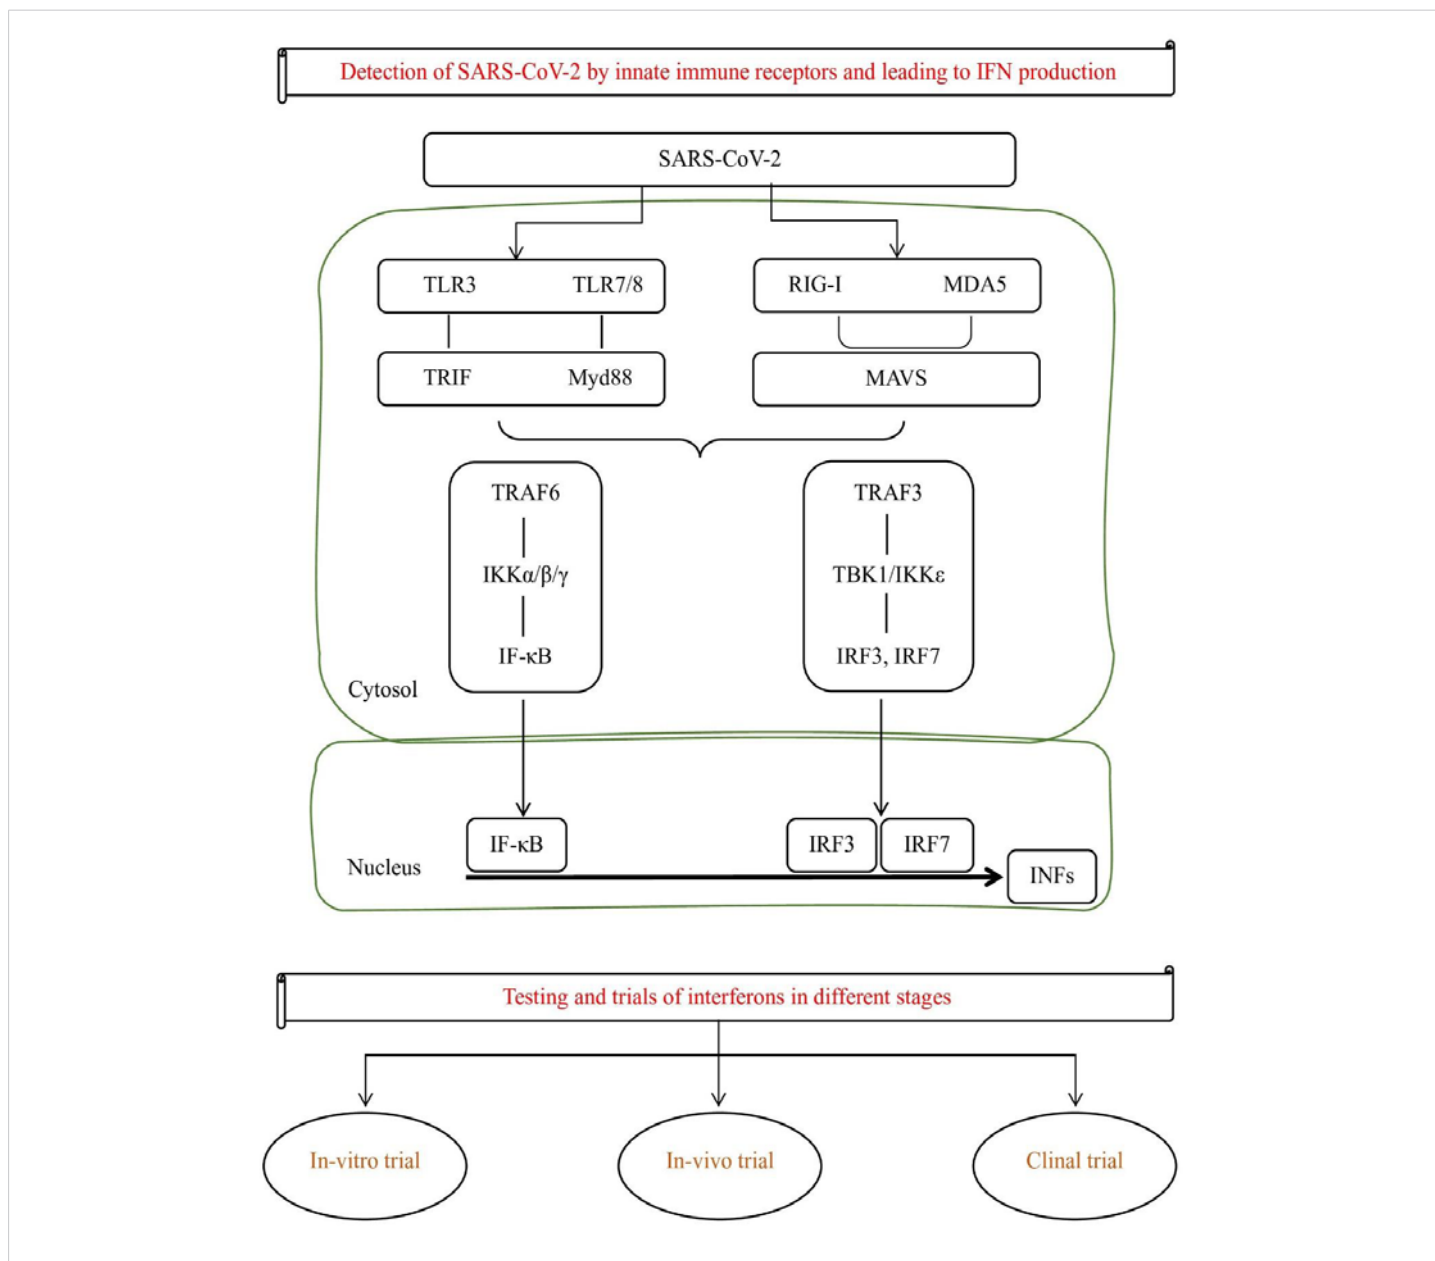 Detection of SARS-CoV-2 by innate immune receptors and leading to IFN production
SARS-CoV-2
TLR3 TLR7/8
RIG-I MDA5
TRIF Myd88
MAVS
TRAF6
TRAF3
IKKα/β/γ
TBK1/IKKε
IF-κB
IRF3, IRF7
Cytosol
IF-κB
IRF3 IRF7
Nucleus
INFs
Testing and trials of interferons in different stages
In-vitro trial
In-vivo trial
Clinal trial